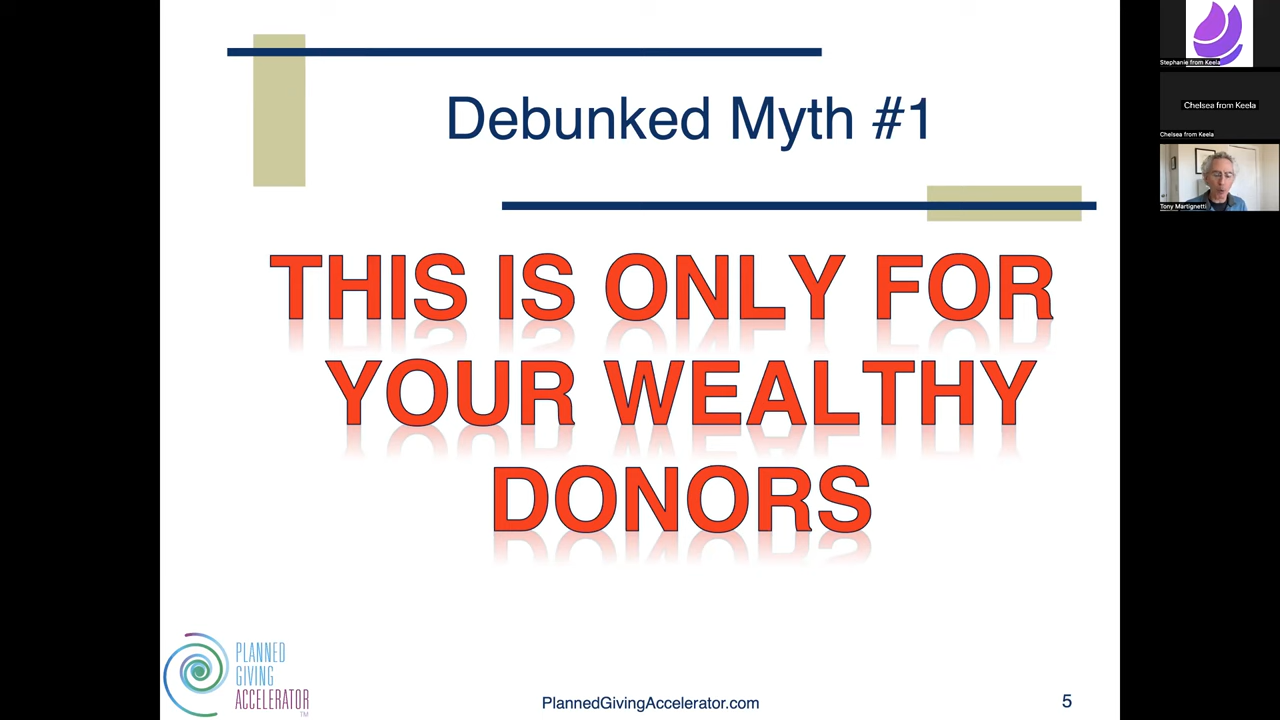 Debunked Myth #1
THIS IS ONLY FOR
YOUR WEALTHY
DONORS
PLANNED
GIVING
ACCELERATOR
TM
PlannedGivingAccelerator.com
5
Stephanie from Keela
Chelsea from Keela
Chelsea from Keela
Tony Martignetti